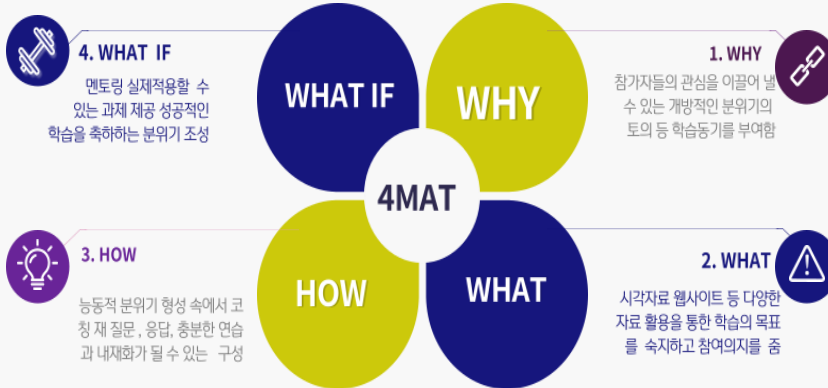 4. WHAT IF
멘토링 실제적용할 수
있는 과제 제공 성공적인
학습을 축하하는 분위기 조성
WHAT IF
WHY
1. WHY
참가자들의 관심을 이끌어 낼
수 있는 개방적인 분위기의
토의 등 학습동기를 부여함
4MAT
3. HOW
능동적 분위기 형성 속에서 코
칭 재 질문 , 응답, 충분한 연습
과 내재화가 될 수 있는 구성
HOW
WHAT
2. WHAT
시각자료 웹사이트 등 다양한
자료 활용을 통한 학습의 목표
를 숙지하고 참여의지를 줌